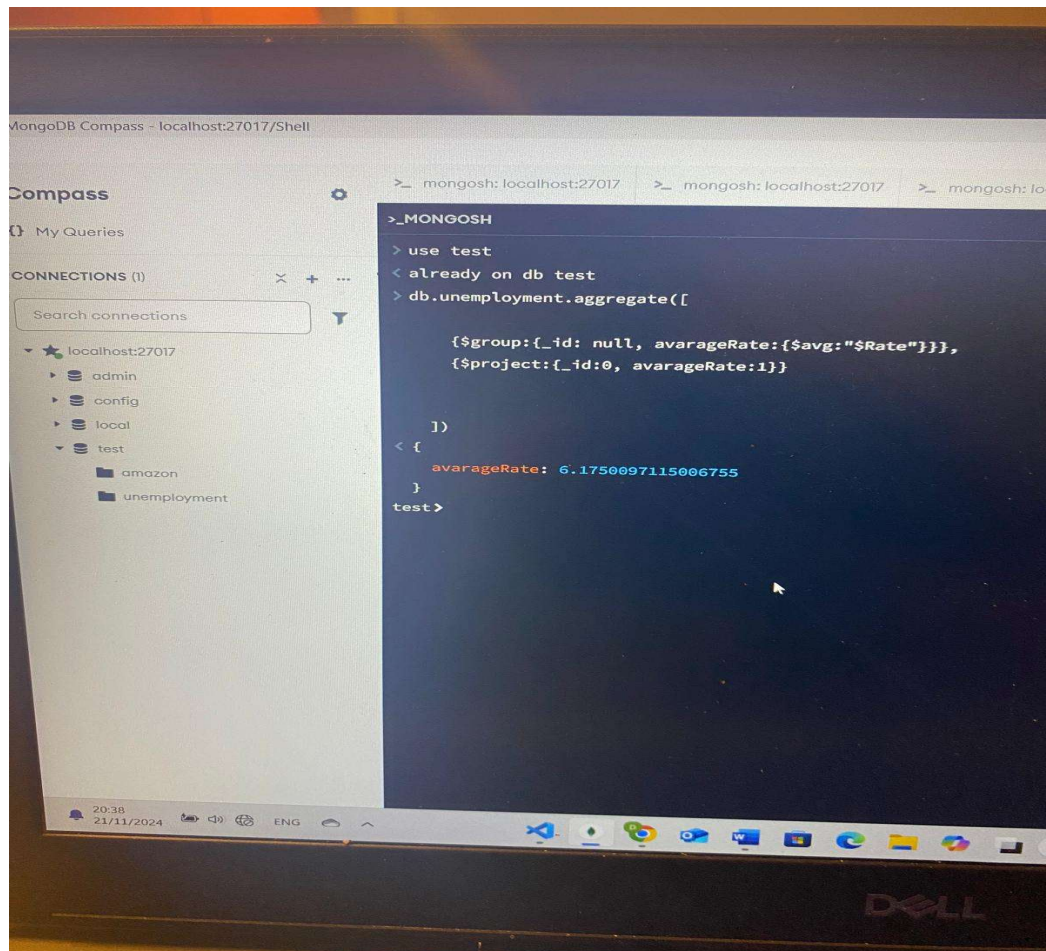 MongoDB Compass - localhost:27017/Shell
Compass
{} My Queries
CONNECTIONS (1)
Search connections
localhost:27017
admin
config
local
test
amazon
unemployment
>_ mongosh: localhost:27017 >_ mongosh: localhost:27017 >_ mongosh: lo
>_MONGOSH
> use test
< already on db test
> db.unemployment.aggregate([
{$group:{_id: null, avarageRate:{$avg:"$Rate"}}},
{$project:{_id:0, avarageRate:1}}
])
< {
avarageRate: 6.1750097115006755
}
test>
20:38
21/11/2024
ENG
DELL